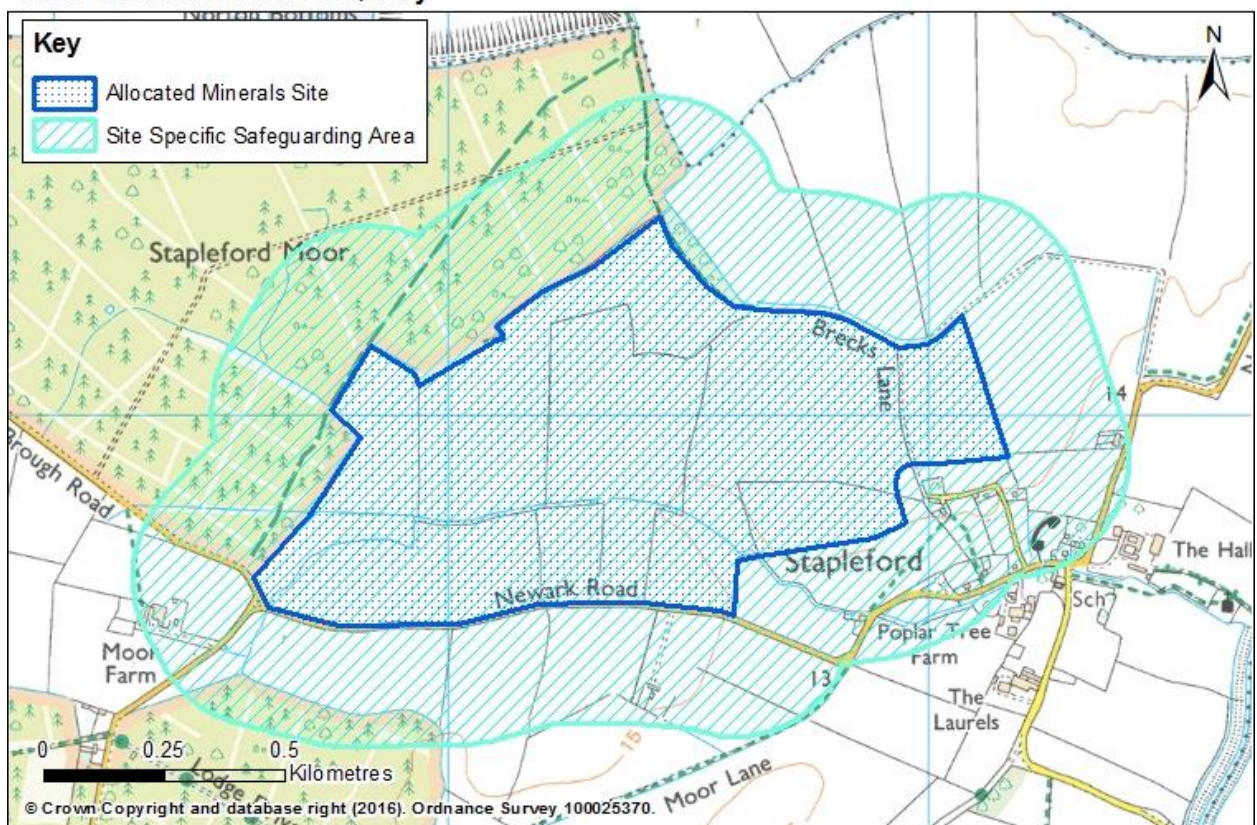 Norton Bottoms
Key
Allocated Minerals Site
Site Specific Safeguarding Area
N
Stapleford Moor
Brecks
Lane
14
Brough Road
Stapleford
The Hall
Newark Road
Sch
Moor
Farm
Poplar Tree
Farm
13
The
Laurels
15
0 0.25 0.5
Kilometres
Moor Lane
© Crown Copyright and database right (2016). Ordnance Survey 100025370.